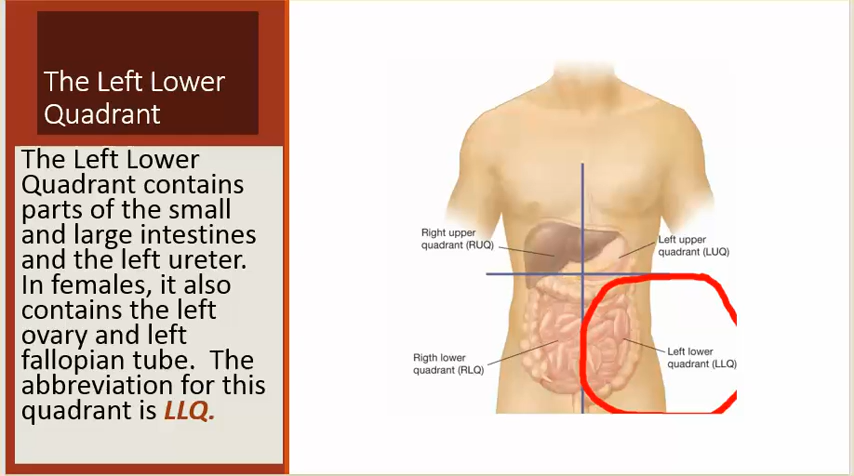 The Left Lower
Quadrant
The Left Lower
Quadrant contains
parts of the small
and large intestines
and the left ureter.
In females, it also
contains the left
ovary and left
fallopian tube.  The
abbreviation for this
quadrant is LLQ.
Right upper
quadrant (RUQ)
Left upper
quadrant (LUQ)
Rigth lower
quadrant (RLQ)
Left lower
quadrant (LLQ)